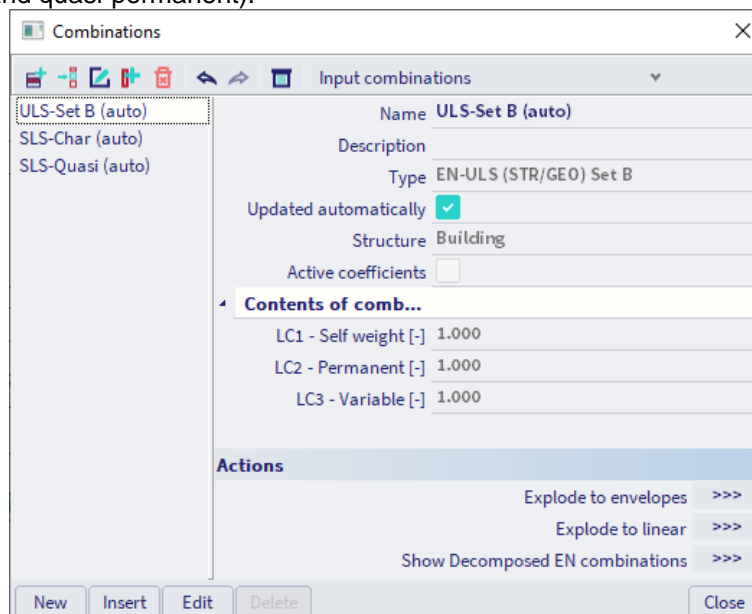 and quasi permanent).
Combinations
Input combinations
ULS-Set B (auto)
SLS-Char (auto)
SLS-Quasi (auto)
Name ULS-Set B (auto)
Description
Type EN-ULS (STR/GEO) Set B
Updated automatically
Structure Building
Active coefficients
Contents of comb...
LC1 - Self weight [-] 1.000
LC2 - Permanent [-] 1.000
LC3 - Variable [-] 1.000
Actions
Explode to envelopes >>>
Explode to linear >>>
Show Decomposed EN combinations >>>
New Insert Edit Delete Close